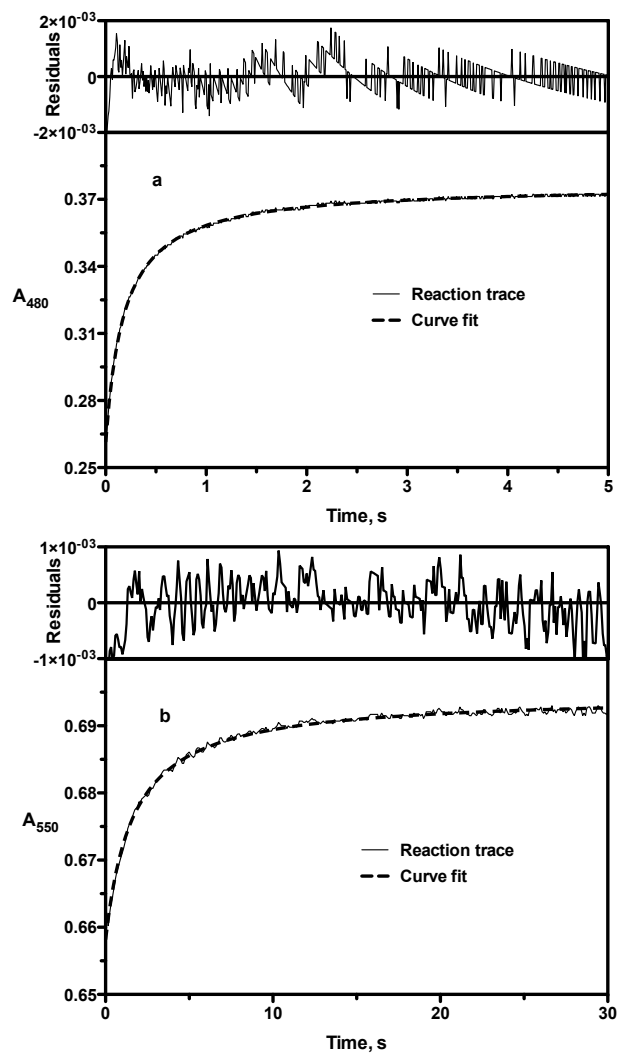 2×10⁻⁰³
0
-2×10⁻⁰³
Residuals
a
0.37
0.34
0.31
0.28
0.25
A₄₈₀
Reaction trace
Curve fit
0 1 2 3 4 5
Time, s
1×10⁻⁰³
0
-1×10⁻⁰³
Residuals
b
0.69
0.68
0.67
0.66
0.65
A₅₅₀
Reaction trace
Curve fit
0 10 20 30
Time, s